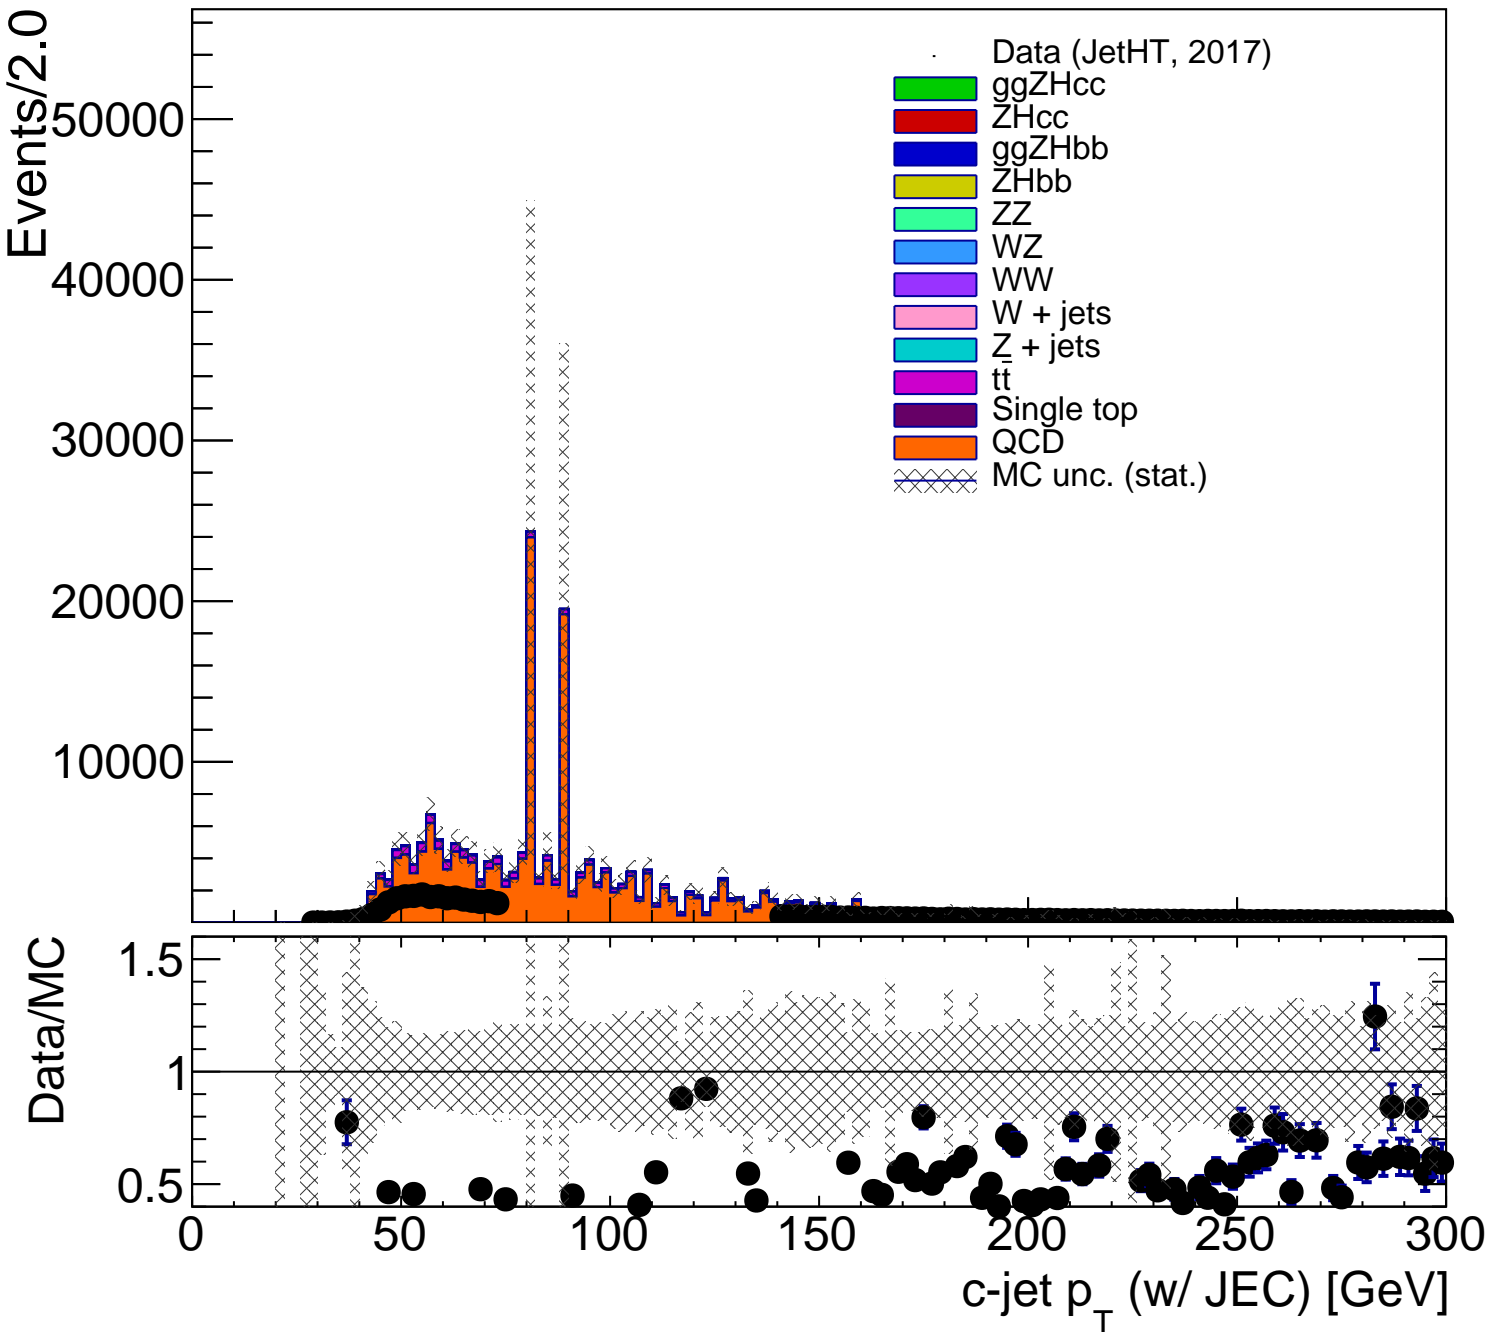 Events/2.0
50000
40000
30000
20000
10000
Data (JetHT, 2017)
ggZHcc
ZHcc
ggZHbb
ZHbb
ZZ
WZ
WW
W + jets
Z + jets
tt̄
Single top
QCD
MC unc. (stat.)
Data/MC
1.5
1
0.5
0 50 100 150 200 250 300
c-jet p_T (w/ JEC) [GeV]